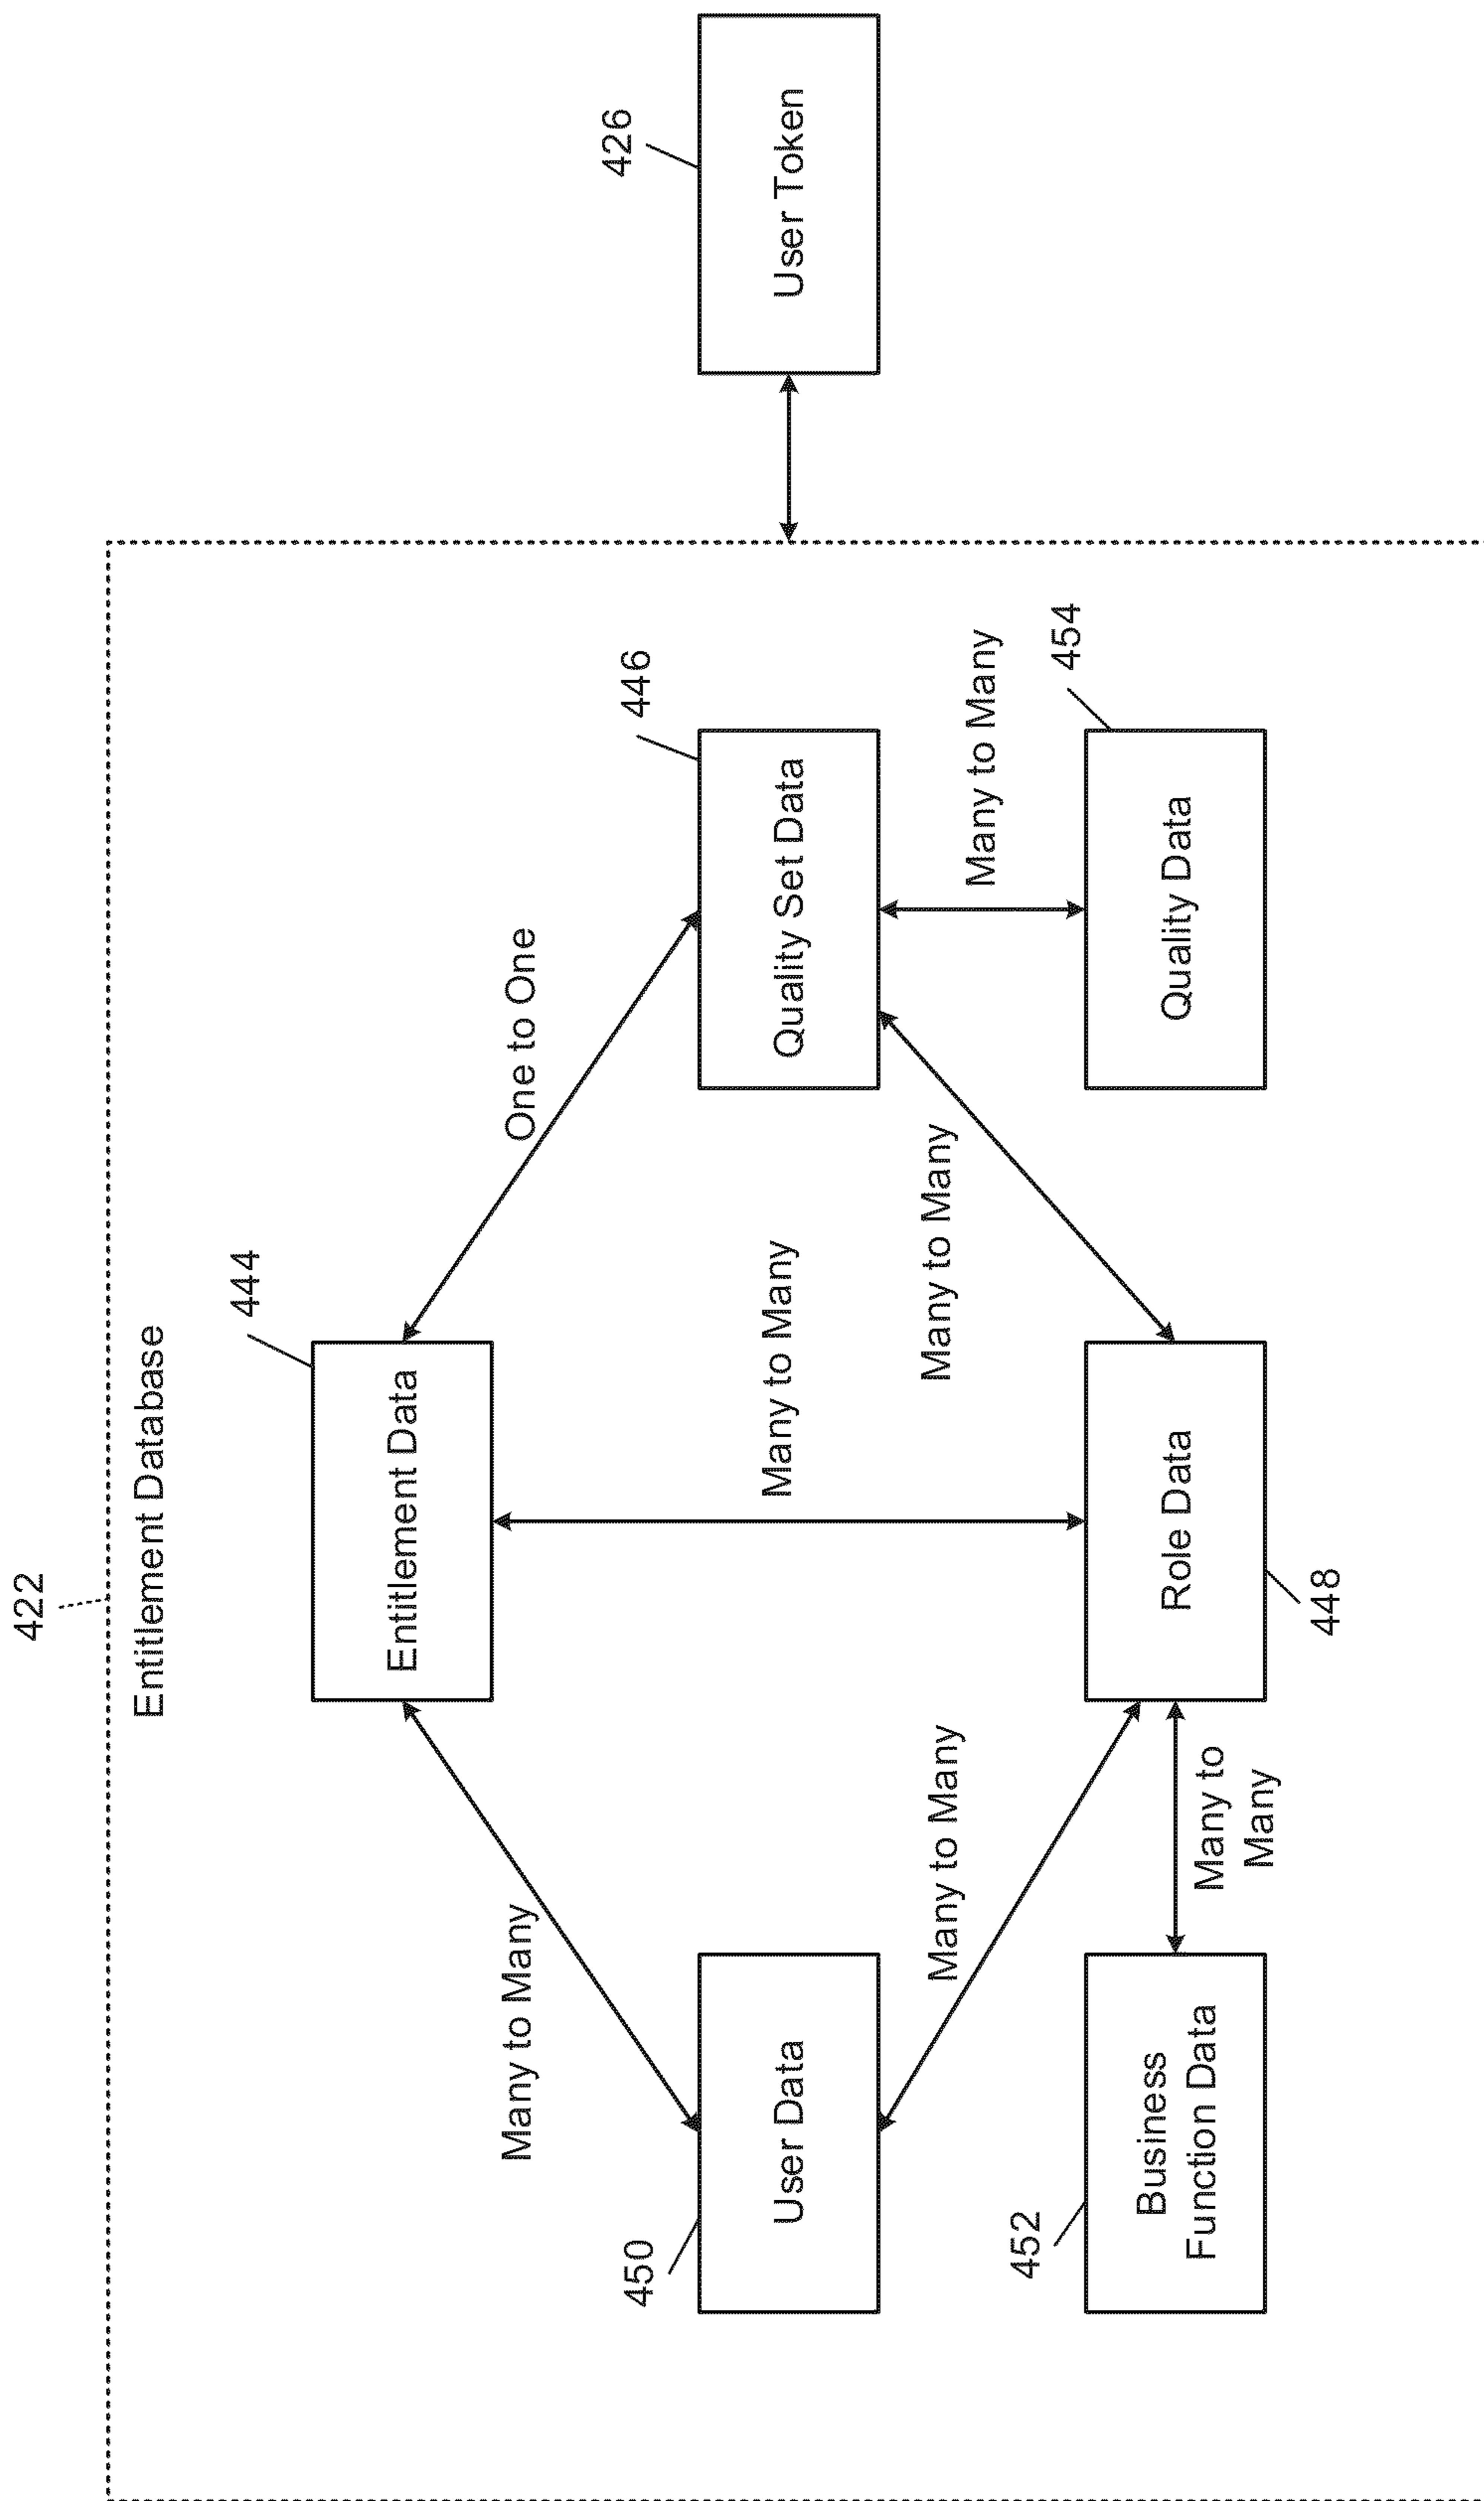 422
Entitlement Database
444
Entitlement Data
Many to Many
One to One
450
User Data
Many to Many
446
Quality Set Data
426
User Token
Many to Many
Many to Many
Many to Many
452
Business
Function Data
Many to
Many
Role Data
448
454
Quality Data